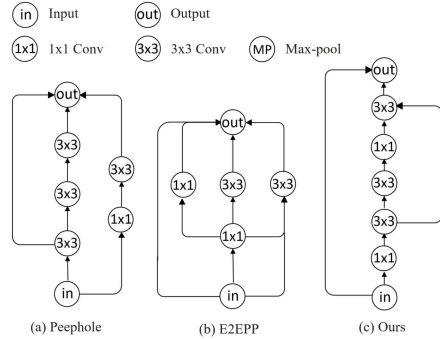 in Input out Output
1x1 1x1 Conv 3x3 3x3 Conv MP Max-pool
out
3x3
3x3
3x3
1x1
3x3
in
(a) Peephole
out
1x1 3x3 3x3
1x1
in
(b) E2EPP
out
3x3
1x1
3x3
3x3
1x1
in
(c) Ours